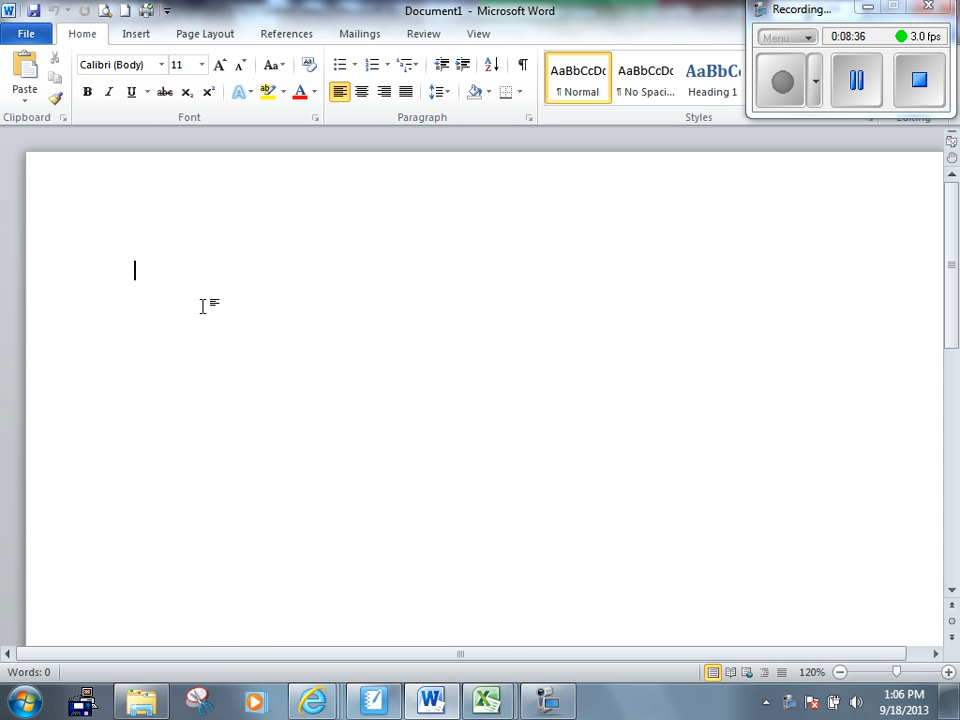 Document1 - Microsoft Word
Recording...
File Home Insert Page Layout References Mailings Review View
Menu 0:08:36 3.0 fps
Paste
Calibri (Body) 11
AaBbCcDc AaBbCcDc AaBbC
¶ Normal ¶ No Spaci... Heading 1
Clipboard Font Paragraph Styles Editing
Words: 0
120%
1:06 PM
9/18/2013